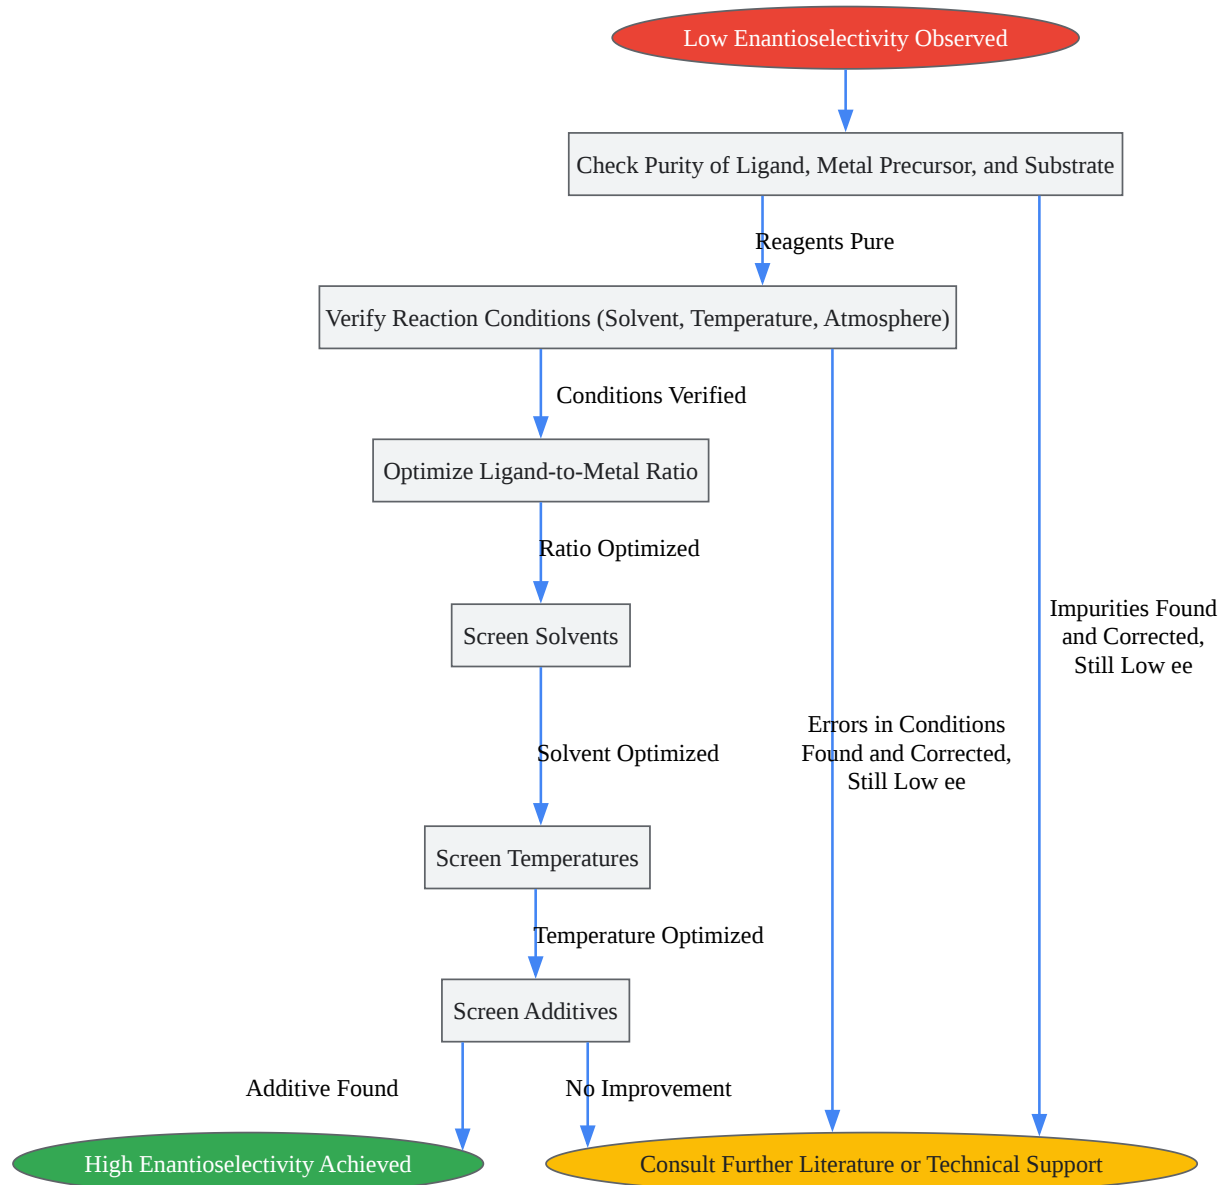 Low Enantioselectivity Observed
Check Purity of Ligand, Metal Precursor, and Substrate
Reagents Pure
Verify Reaction Conditions (Solvent, Temperature, Atmosphere)
Conditions Verified
Optimize Ligand-to-Metal Ratio
Ratio Optimized
Screen Solvents
Impurities Found
and Corrected,
Still Low ee
Solvent Optimized
Errors in Conditions
Found and Corrected,
Still Low ee
Screen Temperatures
Temperature Optimized
Screen Additives
Additive Found
No Improvement
High Enantioselectivity Achieved
Consult Further Literature or Technical Support